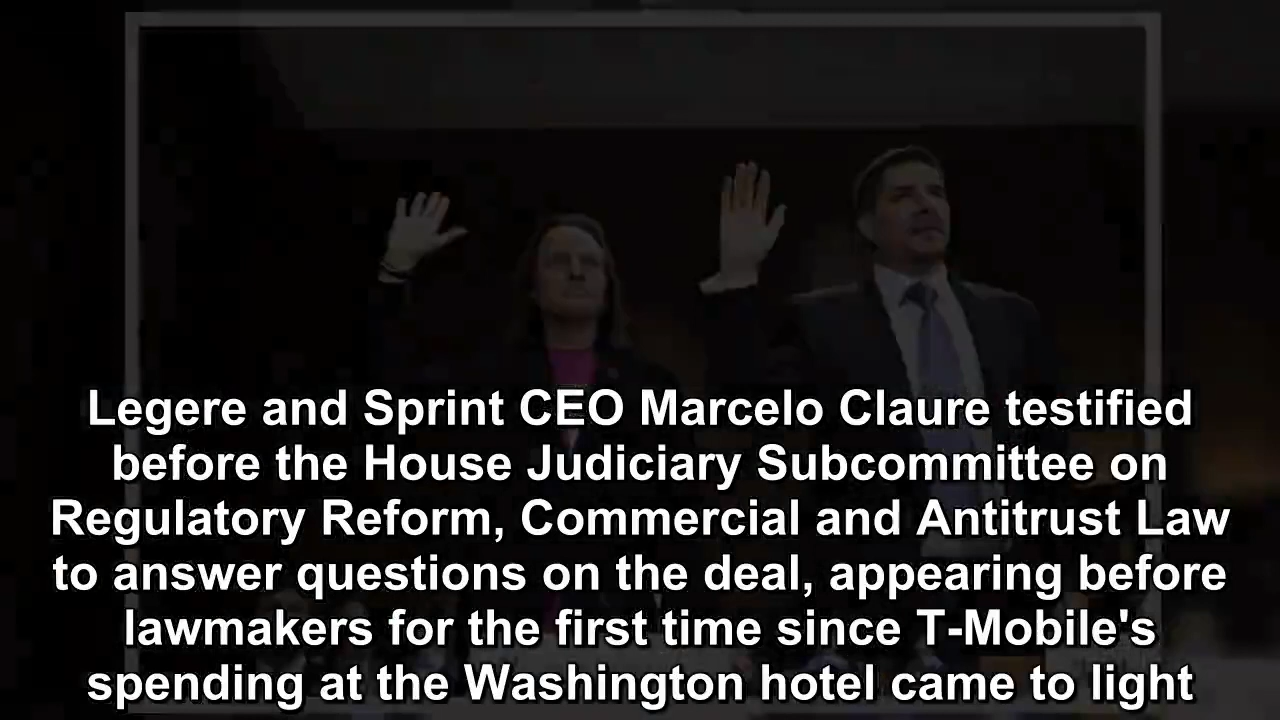 Legere and Sprint CEO Marcelo Claure testified
before the House Judiciary Subcommittee on
Regulatory Reform, Commercial and Antitrust Law
to answer questions on the deal, appearing before
lawmakers for the first time since T-Mobile's
spending at the Washington hotel came to light